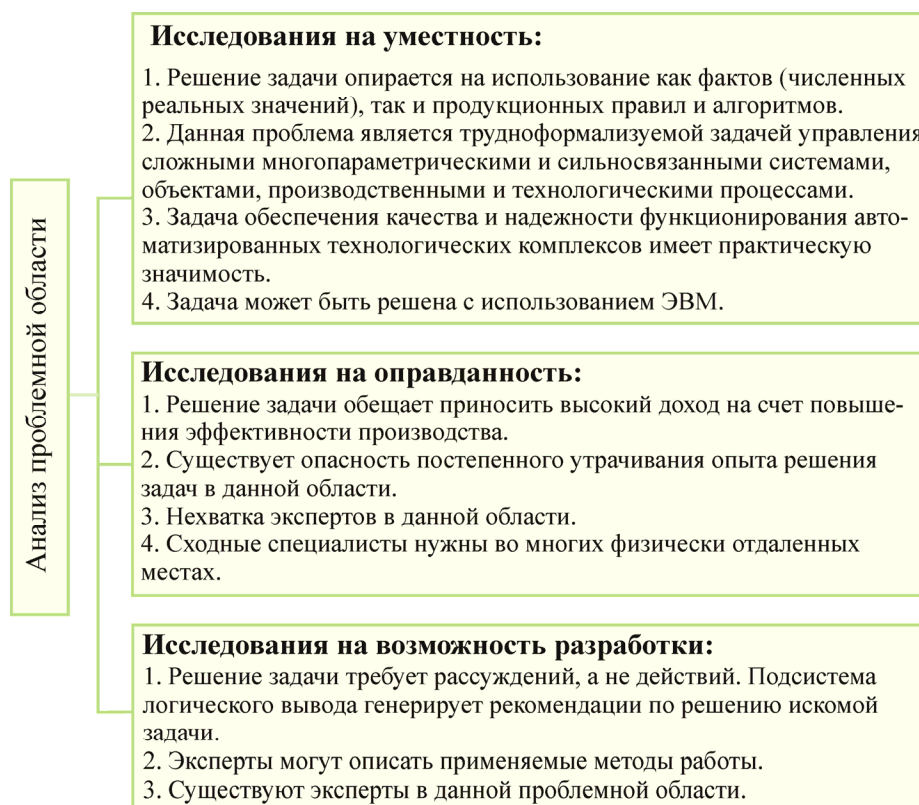 Анализ проблемной области
Исследования на уместность:
1. Решение задачи опирается на использование как фактов (численных
реальных значений), так и продукционных правил и алгоритмов.
2. Данная проблема является трудноформализуемой задачей управления
сложными многопараметрическими и сильносвязанными системами,
объектами, производственными и технологическими процессами.
3. Задача обеспечения качества и надежности функционирования авто-
матизированных технологических комплексов имеет практическую
значимость.
4. Задача может быть решена с использованием ЭВМ.
Исследования на оправданность:
1. Решение задачи обещает приносить высокий доход на счет повыше-
ния эффективности производства.
2. Существует опасность постепенного утрачивания опыта решения
задач в данной области.
3. Нехватка экспертов в данной области.
4. Сходные специалисты нужны во многих физически отдаленных
местах.
Исследования на возможность разработки:
1. Решение задачи требует рассуждений, а не действий. Подсистема
логического вывода генерирует рекомендации по решению искомой
задачи.
2. Эксперты могут описать применяемые методы работы.
3. Существуют эксперты в данной проблемной области.